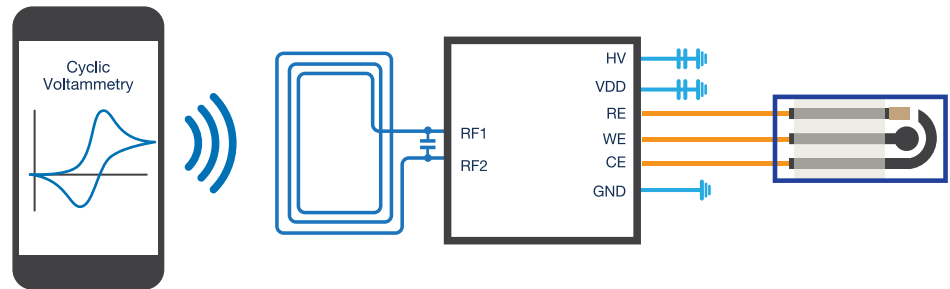 Cyclic
Voltammetry
RF1
RF2
HV
VDD
RE
WE
CE
GND